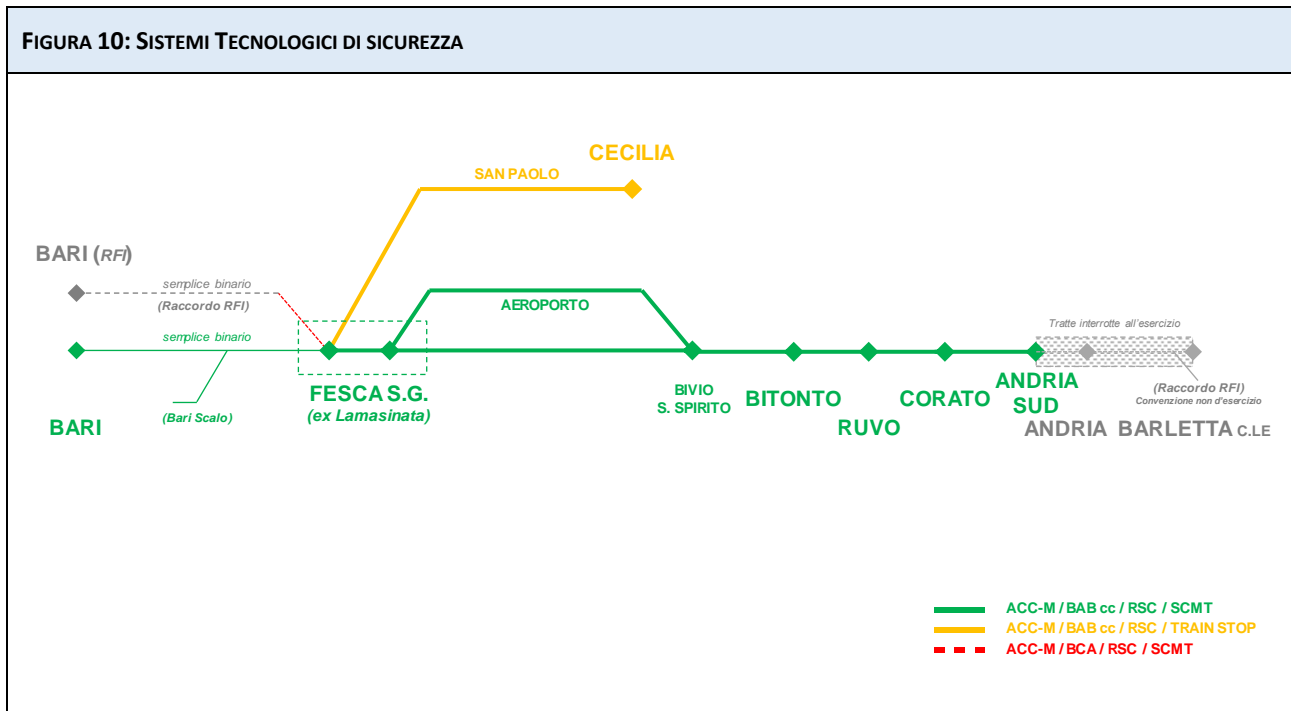 FIGURA 10: SISTEMI TECNOLOGICI DI SICUREZZA
CECILIA
SAN PAOLO
BARI (RFI)
semplice binario
(Raccordo RFI)
AEROPORTO
semplice binario
Tratte interrotte all'esercizio
(Bari Scalo)
BARI
FESCA S.G.
(ex Lamasinata)
BIVIO
S. SPIRITO
BITONTO
RUVO
CORATO
ANDRIA
SUD
(Raccordo RFI)
Convenzione non d'esercizio
ANDRIA
BARLETTA C.LE
ACC-M / BAB cc / RSC / SCMT
ACC-M / BAB cc / RSC / TRAIN STOP
ACC-M / BCA / RSC / SCMT